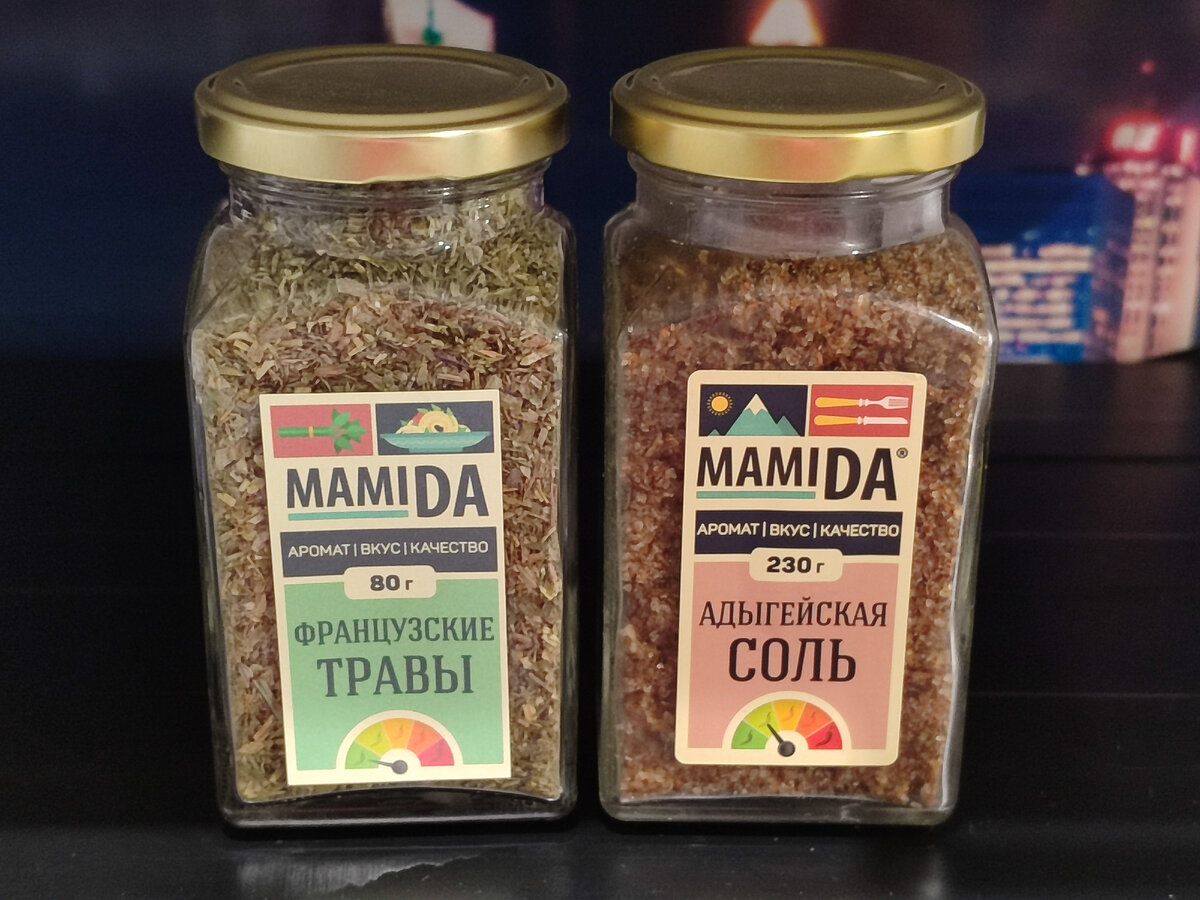 MAMIDA
АРОМАТ | ВКУС | КАЧЕСТВО
80 г
ФРАНЦУЗСКИЕ
ТРАВЫ
MAMIDA®
АРОМАТ | ВКУС | КАЧЕСТВО
230 г
АДЫГЕЙСКАЯ
СОЛЬ